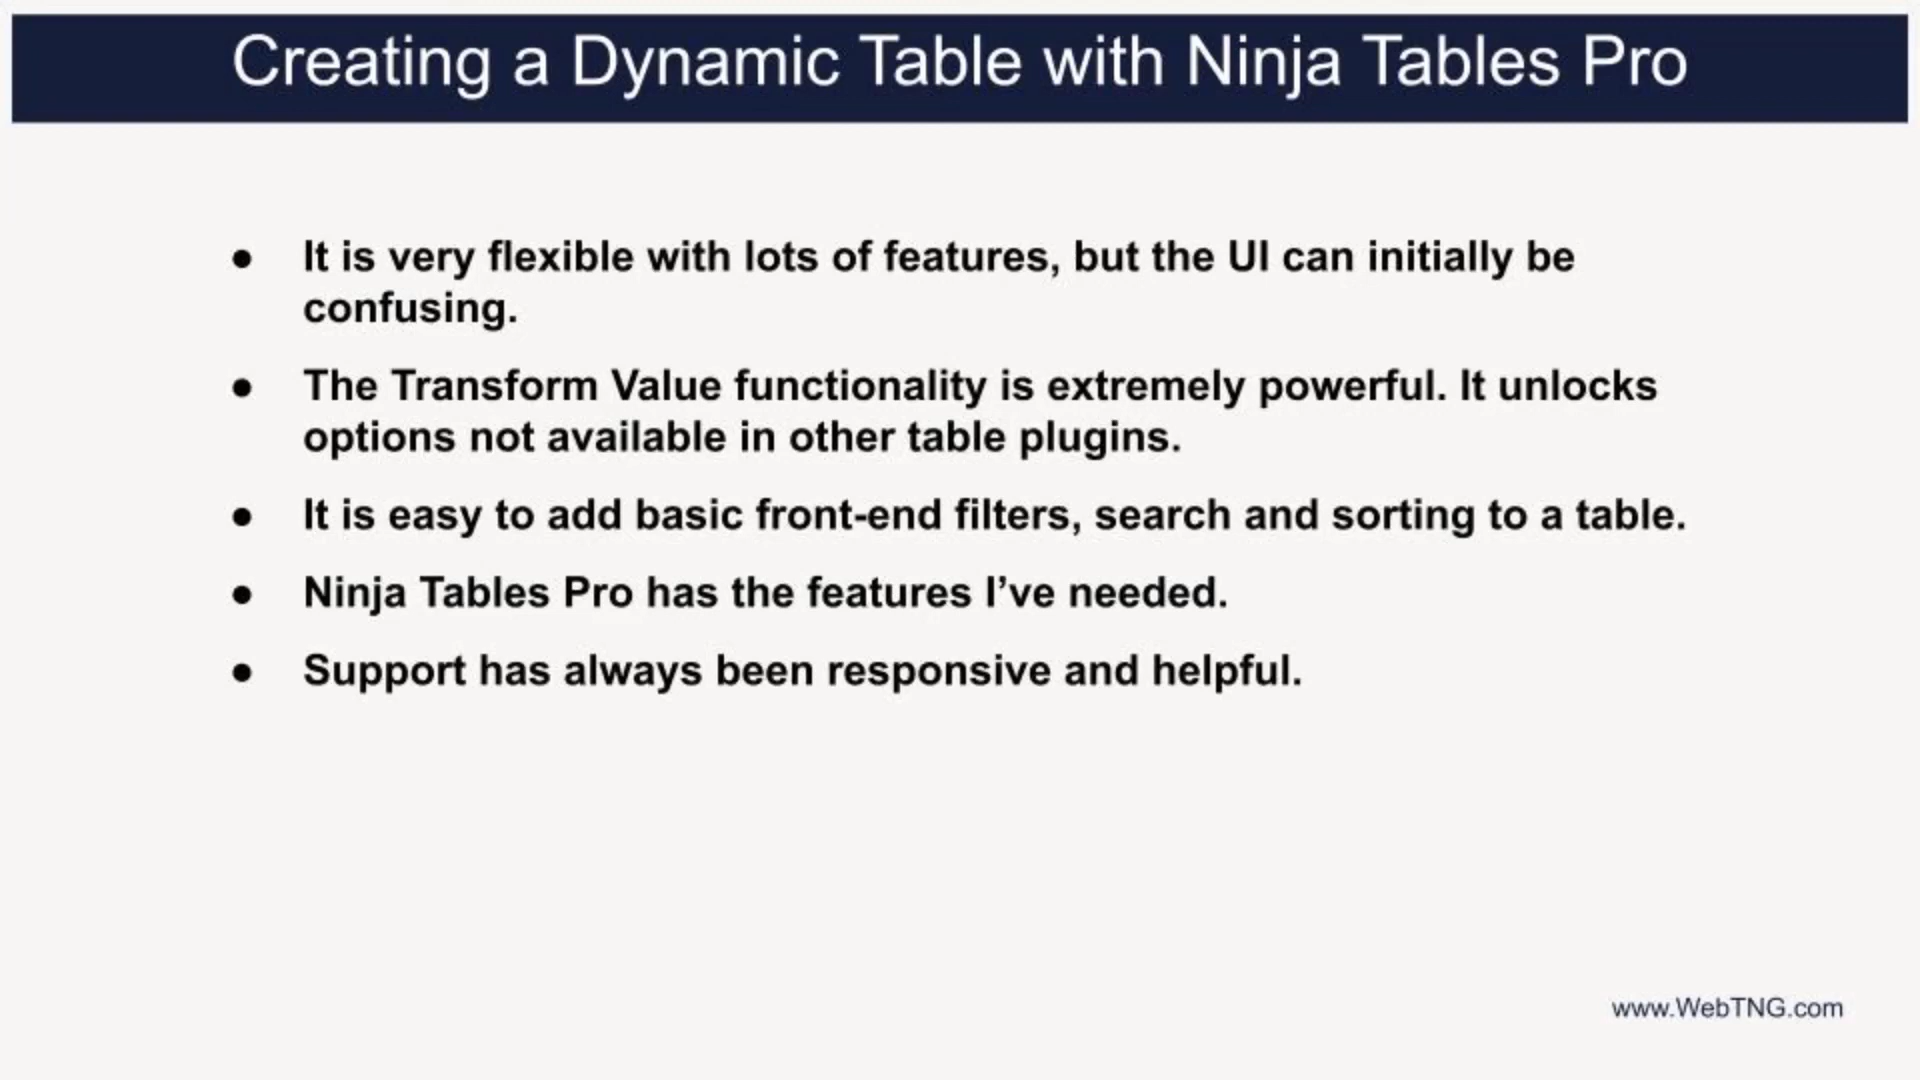 Creating a Dynamic Table with Ninja Tables Pro
● It is very flexible with lots of features, but the UI can initially be
confusing.
● The Transform Value functionality is extremely powerful. It unlocks
options not available in other table plugins.
● It is easy to add basic front-end filters, search and sorting to a table.
● Ninja Tables Pro has the features I’ve needed.
● Support has always been responsive and helpful.
www.WebTNG.com